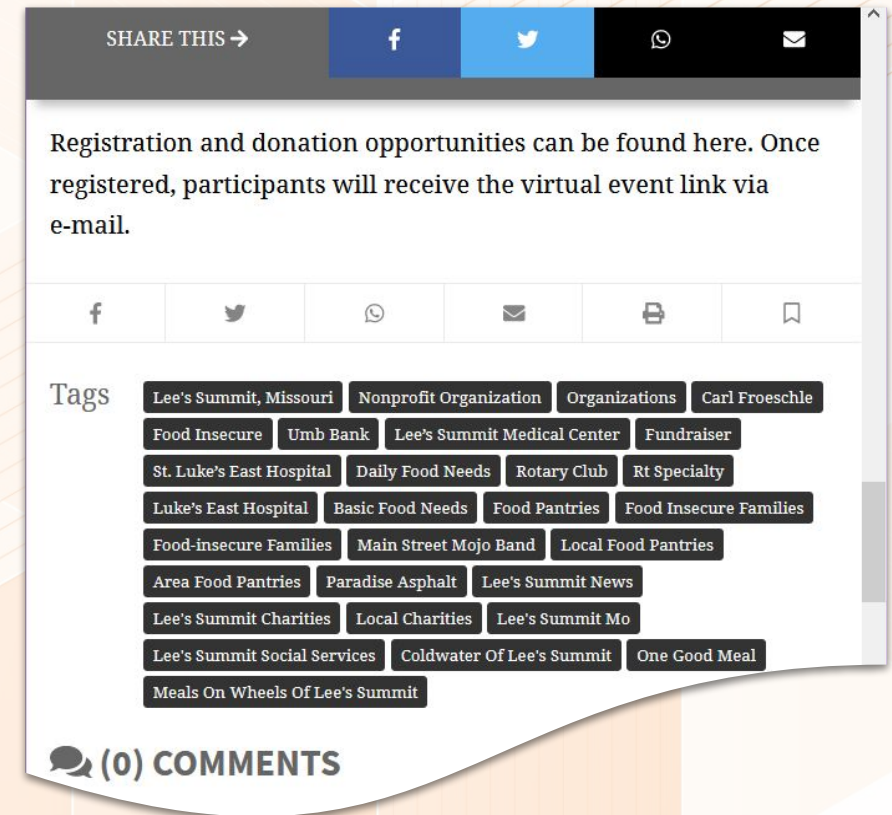 SHARE THIS →
Registration and donation opportunities can be found here. Once
registered, participants will receive the virtual event link via
e-mail.
Tags
Lee's Summit, Missouri Nonprofit Organization Organizations Carl Froeschle
Food Insecure Umb Bank Lee's Summit Medical Center Fundraiser
St. Luke's East Hospital Daily Food Needs Rotary Club Rt Specialty
Luke's East Hospital Basic Food Needs Food Pantries Food Insecure Families
Food-insecure Families Main Street Mojo Band Local Food Pantries
Area Food Pantries Paradise Asphalt Lee's Summit News
Lee's Summit Charities Local Charities Lee's Summit Mo
Lee's Summit Social Services Coldwater Of Lee's Summit One Good Meal
Meals On Wheels Of Lee's Summit
(0) COMMENTS